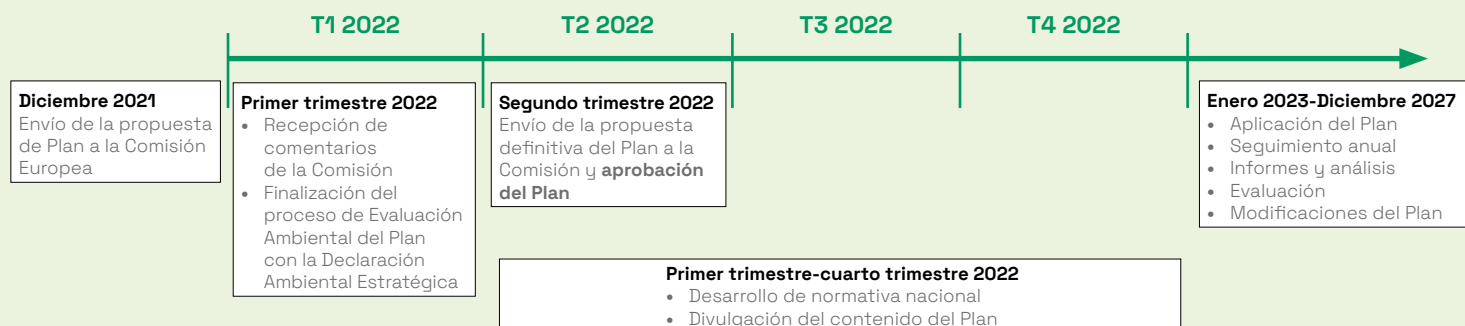 T1 2022
T2 2022
T3 2022
T4 2022
Diciembre 2021
Envío de la propuesta
de Plan a la Comisión
Europea
Primer trimestre 2022
• Recepción de
comentarios
de la Comisión
• Finalización del
proceso de Evaluación
Ambiental del Plan
con la Declaración
Ambiental Estratégica
Segundo trimestre 2022
Envío de la propuesta
definitiva del Plan a la
Comisión y aprobación
del Plan
Enero 2023-Diciembre 2027
• Aplicación del Plan
• Seguimiento anual
• Informes y análisis
• Evaluación
• Modificaciones del Plan
Primer trimestre-cuarto trimestre 2022
• Desarrollo de normativa nacional
• Divulgación del contenido del Plan